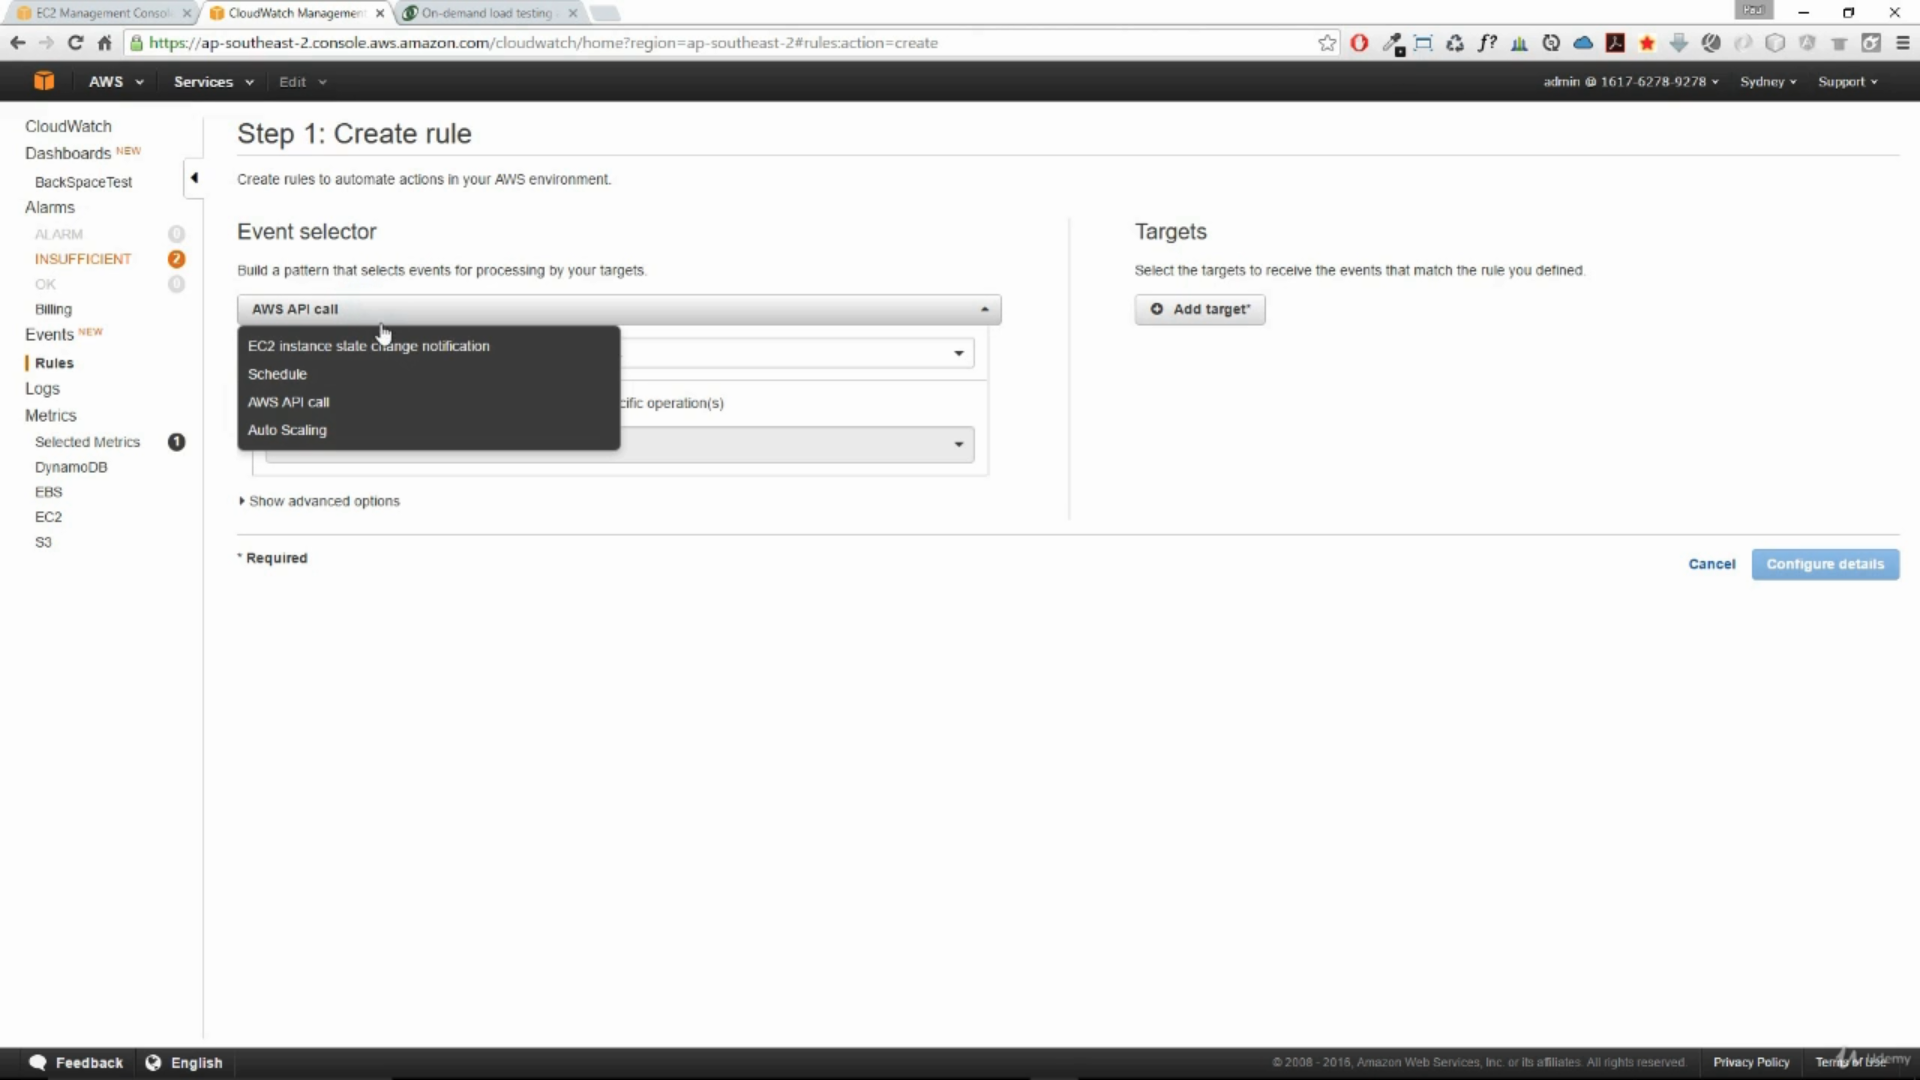 EC2 Management Consol
CloudWatch Management
On-demand load testing
Paul
https://ap-southeast-2.console.aws.amazon.com/cloudwatch/home?region=ap-southeast-2#rules:action=create
f?
AWS
Services
Edit
admin @ 1617-6278-9278
Sydney
Support
CloudWatch
Dashboards NEW
BackSpaceTest
Alarms
ALARM 0
INSUFFICIENT 2
OK 0
Billing
Events NEW
Rules
Logs
Metrics
Selected Metrics 1
DynamoDB
EBS
EC2
S3
Step 1: Create rule
Create rules to automate actions in your AWS environment.
Event selector
Build a pattern that selects events for processing by your targets.
AWS API call
EC2 instance state change notification
Schedule
AWS API call
Auto Scaling
cific operation(s)
Show advanced options
* Required
Targets
Select the targets to receive the events that match the rule you defined.
Add target*
Cancel
Configure details
Feedback
English
© 2008 - 2016, Amazon Web Services, Inc. or its affiliates. All rights reserved.
Privacy Policy
Terms of Use
Udemy